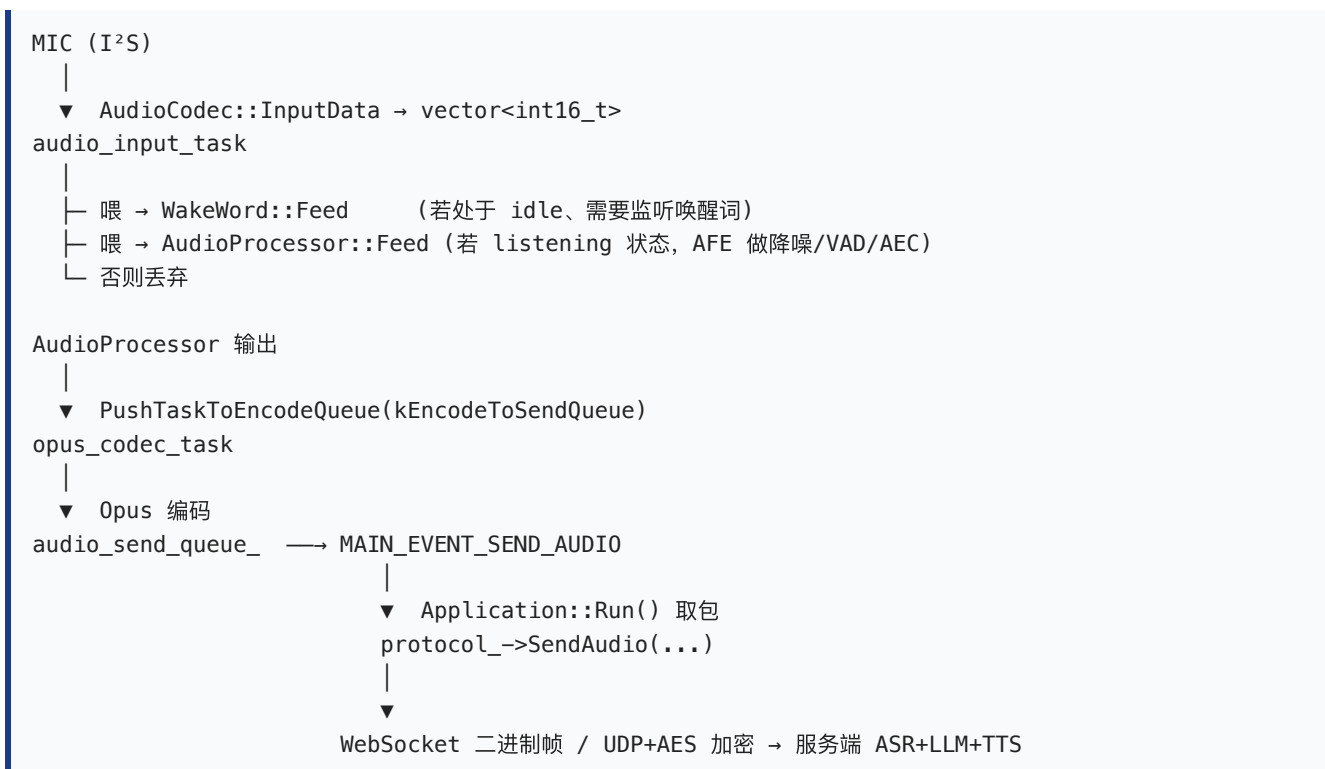 MIC (I²S)
│
▼  AudioCodec::InputData → vector<int16_t>
audio_input_task
│
├─ 喂 → WakeWord::Feed     (若处于 idle、需要监听唤醒词)
├─ 喂 → AudioProcessor::Feed (若 listening 状态，AFE 做降噪/VAD/AEC)
└─ 否则丢弃
AudioProcessor 输出
│
▼  PushTaskToEncodeQueue(kEncodeToSendQueue)
opus_codec_task
│
▼  Opus 编码
audio_send_queue_  ──→ MAIN_EVENT_SEND_AUDIO
│
▼  Application::Run() 取包
protocol_->SendAudio(...)
│
▼
WebSocket 二进制帧 / UDP+AES 加密 → 服务端 ASR+LLM+TTS